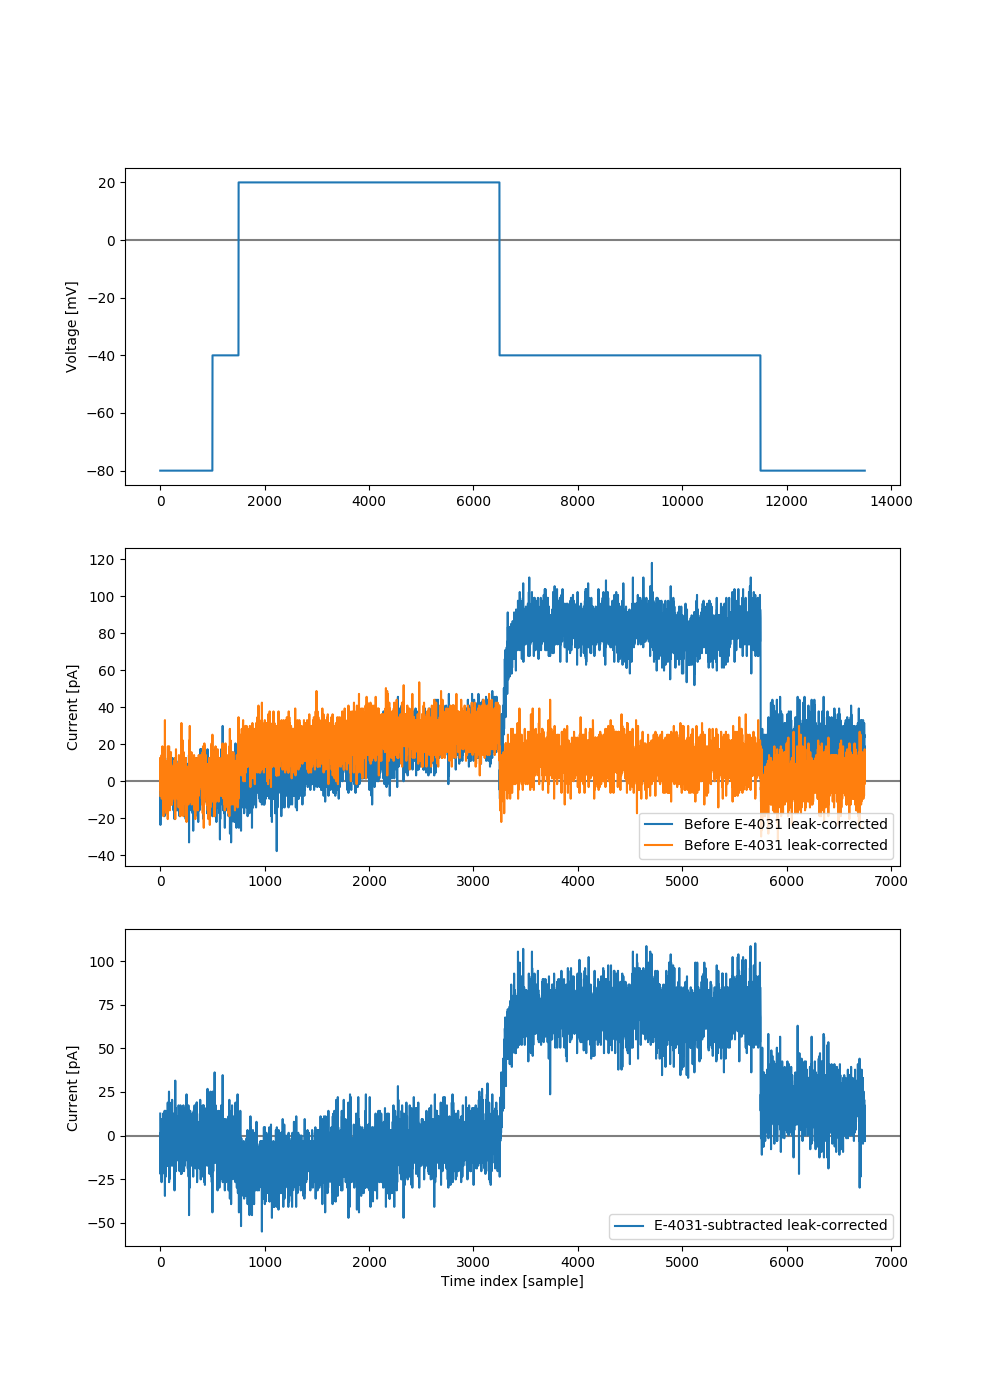 20
0
−20
−40
−60
−80
Voltage [mV]
0 2000 4000 6000 8000 10000 12000 14000
120
100
80
60
40
20
0
−20
−40
Current [pA]
Before E-4031 leak-corrected
Before E-4031 leak-corrected
0 1000 2000 3000 4000 5000 6000 7000
100
75
50
25
0
−25
−50
Current [pA]
E-4031-subtracted leak-corrected
0 1000 2000 3000 4000 5000 6000 7000
Time index [sample]